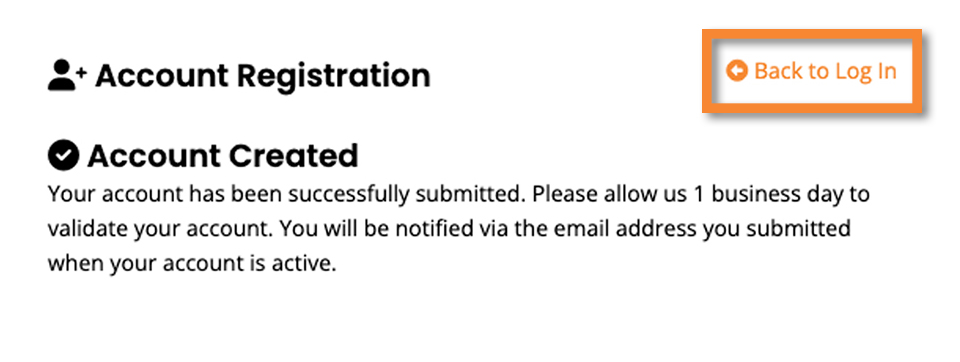 Account Registration
Back to Log In
Account Created
Your account has been successfully submitted. Please allow us 1 business day to
validate your account. You will be notified via the email address you submitted
when your account is active.